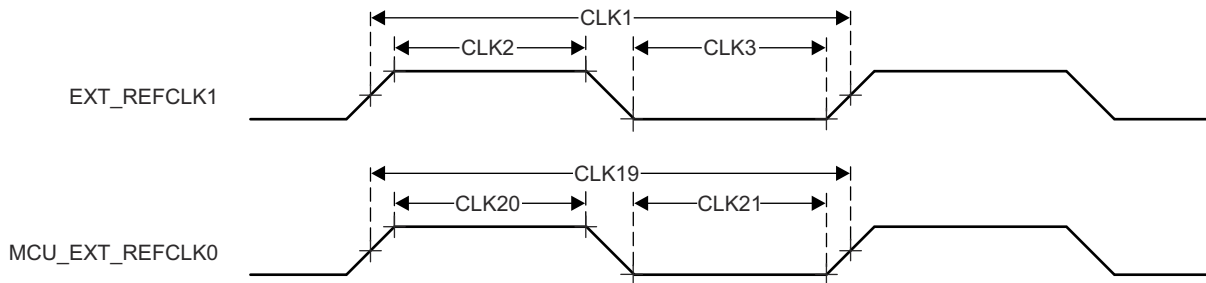 CLK1
CLK2
CLK3
EXT_REFCLK1
CLK19
CLK20
CLK21
MCU_EXT_REFCLK0